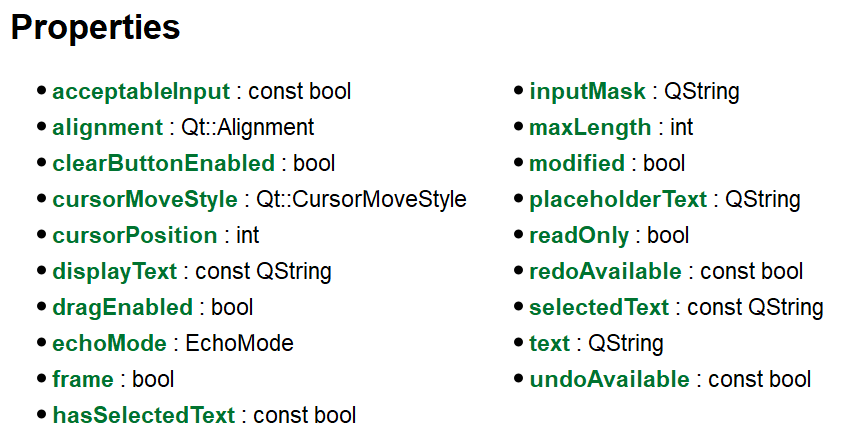 Properties
• acceptableInput : const bool
• alignment : Qt::Alignment
• clearButtonEnabled : bool
• cursorMoveStyle : Qt::CursorMoveStyle
• cursorPosition : int
• displayText : const QString
• dragEnabled : bool
• echoMode : EchoMode
• frame : bool
• hasSelectedText : const bool
• inputMask : QString
• maxLength : int
• modified : bool
• placeholderText : QString
• readOnly : bool
• redoAvailable : const bool
• selectedText : const QString
• text : QString
• undoAvailable : const bool